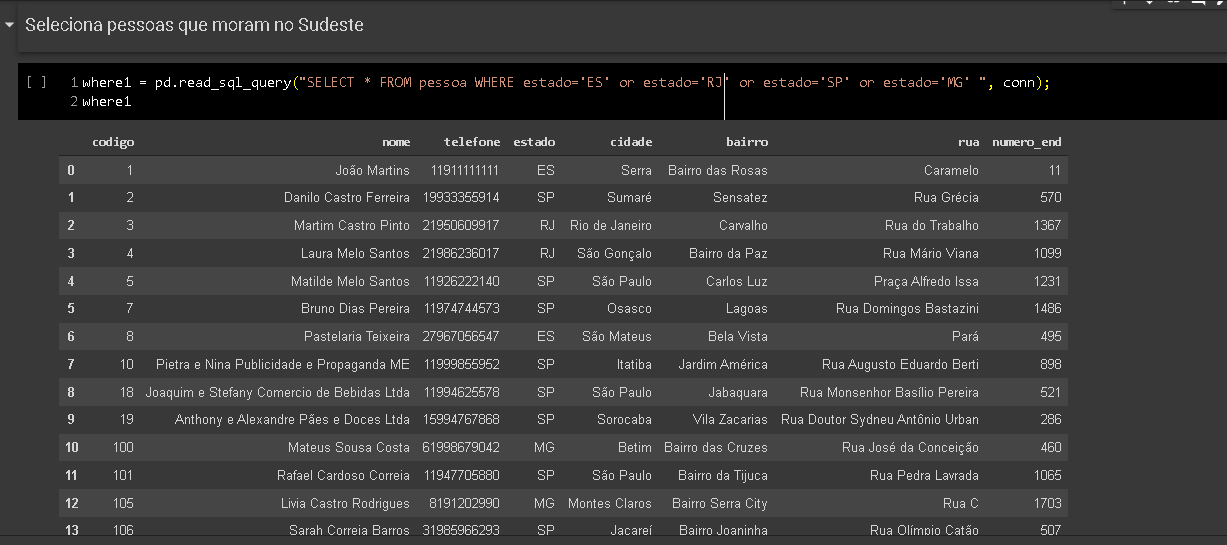 Seleciona pessoas que moram no Sudeste
[ ] 1 where1 = pd.read_sql_query("SELECT * FROM pessoa WHERE estado='ES' or estado='RJ' or estado='SP' or estado='MG' ", conn);
2 where1
codigo nome telefone estado cidade bairro rua numero_end
0 1 João Martins 11911111111 ES Serra Bairro das Rosas Caramelo 11
1 2 Danilo Castro Ferreira 19933355914 SP Sumaré Sensatez Rua Grécia 570
2 3 Martim Castro Pinto 21950609917 RJ Rio de Janeiro Carvalho Rua do Trabalho 1367
3 4 Laura Melo Santos 21986236017 RJ São Gonçalo Bairro da Paz Rua Mário Viana 1099
4 5 Matilde Melo Santos 11926222140 SP São Paulo Carlos Luz Praça Alfredo Issa 1231
5 7 Bruno Dias Pereira 11974744573 SP Osasco Lagoas Rua Domingos Bastazini 1486
6 8 Pastelaria Teixeira 27967056547 ES São Mateus Bela Vista Pará 495
7 10 Pietra e Nina Publicidade e Propaganda ME 11999855952 SP Itatiba Jardim América Rua Augusto Eduardo Berti 898
8 18 Joaquim e Stefany Comercio de Bebidas Ltda 11994625578 SP São Paulo Jabaquara Rua Monsenhor Basílio Pereira 521
9 19 Anthony e Alexandre Pães e Doces Ltda 15994767868 SP Sorocaba Vila Zacarias Rua Doutor Sydneu Antônio Urban 286
10 100 Mateus Sousa Costa 61998679042 MG Betim Bairro das Cruzes Rua José da Conceição 460
11 101 Rafael Cardoso Correia 11947705880 SP São Paulo Bairro da Tijuca Rua Pedra Lavrada 1065
12 105 Livia Castro Rodrigues 8191202990 MG Montes Claros Bairro Serra City Rua C 1703
13 106 Sarah Correia Barros 31985966293 SP Jacareí Bairro Joaninha Rua Olímpio Catão 507